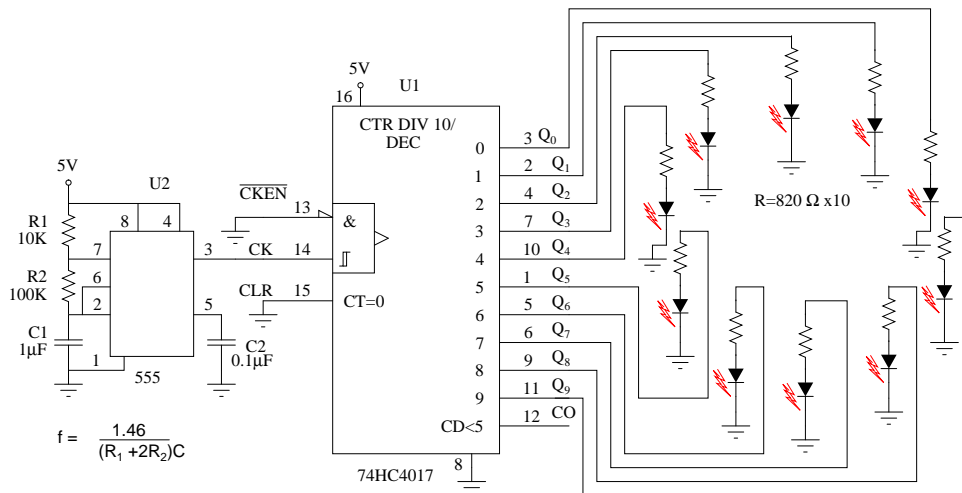 5V
U1
16
CTR DIV 10/
DEC
0
3 Q₀
1
2 Q₁
2
4 Q₂
3
7 Q₃
4
10 Q₄
5
1 Q₅
6
5 Q₆
7
6 Q₇
8
9 Q₈
9
11 Q₉
CD<5
12 CO
74HC4017
8
CKEN
13
&
CK
14
CLR
15
CT=0
5V
U2
R1
10K
8
4
7
3
R2
100K
6
2
5
C1
1µF
1
C2
0.1µF
555
f = 1.46
(R₁ +2R₂)C
R=820 Ω x10